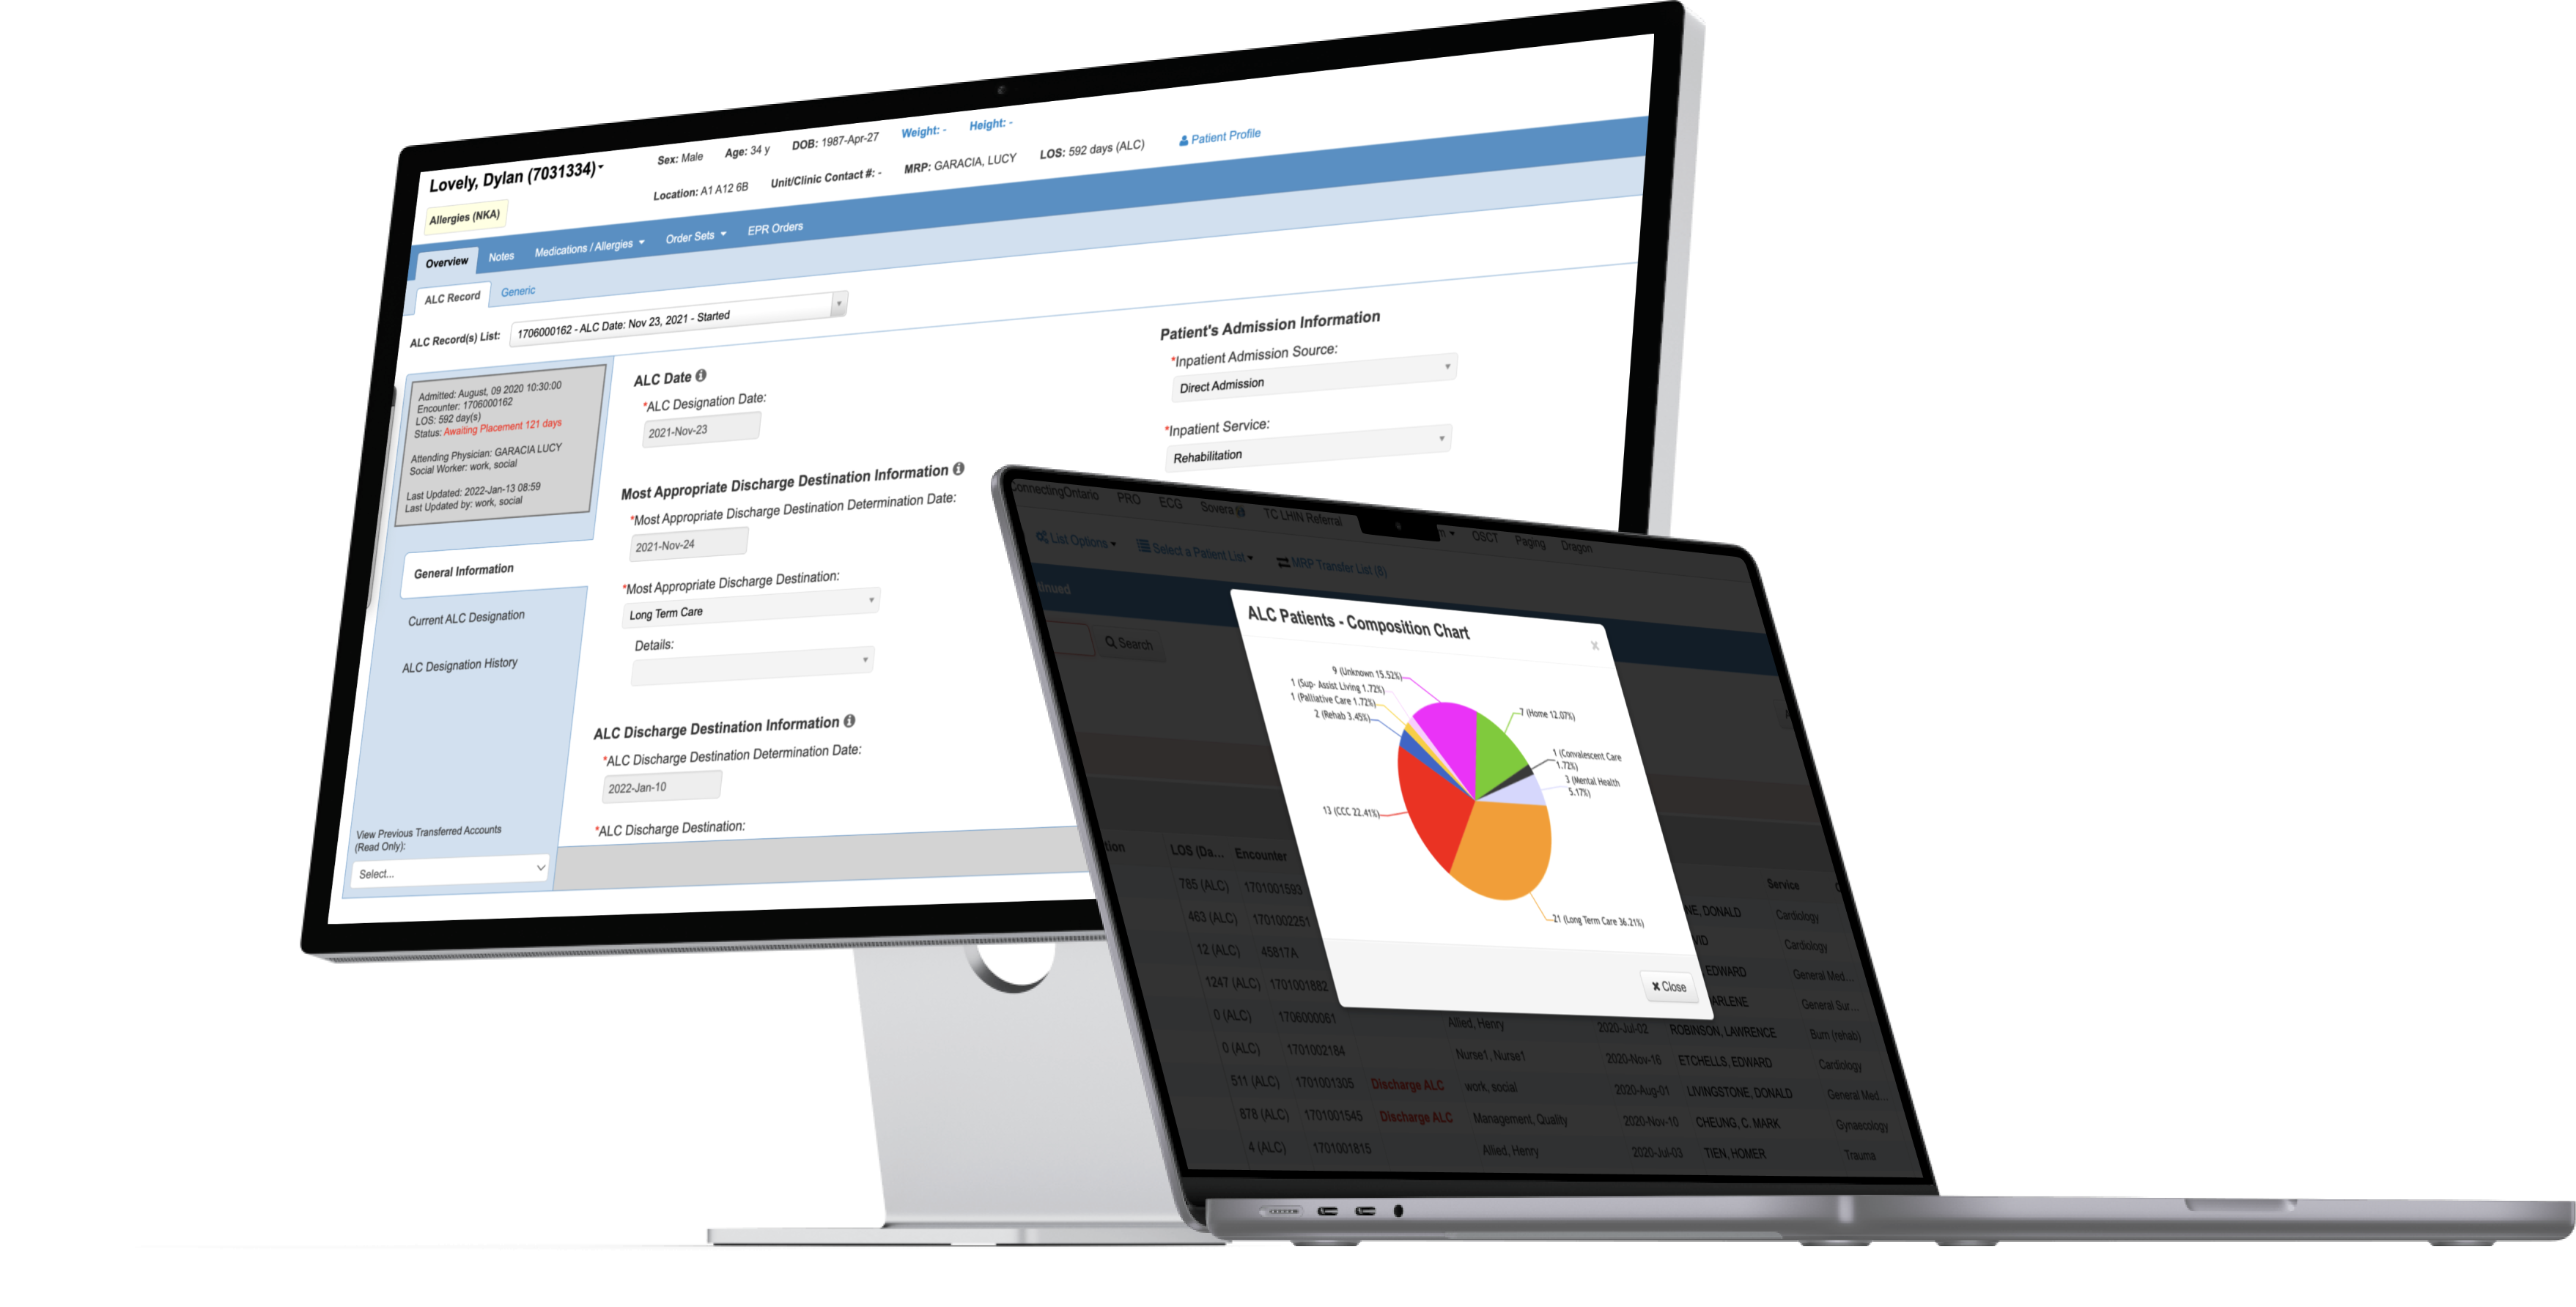 Lovely, Dylan (7031334)
Sex: Male Age: 34 y DOB: 1987-Apr-27 Weight: - Height: -
Allergies (NKA)
Location: A1 A12 6B Unit/Clinic Contact #: - MRP: GARACIA, LUCY LOS: 592 days (ALC) Patient Profile
Overview Notes Medications / Allergies Order Sets EPR Orders
ALC Record Generic
ALC Record(s) List: 1706000162 - ALC Date: Nov 23, 2021 - Started
Admitted: August, 09 2020 10:30:00
Encounter: 1706000162
LOS: 592 day(s)
Status: Awaiting Placement 121 days
Attending Physician: GARACIA LUCY
Social Worker: work, social
Last Updated: 2022-Jan-13 08:59
Last Updated by: work, social
General Information
Current ALC Designation
ALC Designation History
View Previous Transferred Accounts
(Read Only):
Select...
ALC Date
*ALC Designation Date:
2021-Nov-23
Most Appropriate Discharge Destination Information
*Most Appropriate Discharge Destination Determination Date:
2021-Nov-24
*Most Appropriate Discharge Destination:
Long Term Care
Details:
ALC Discharge Destination Information
*ALC Discharge Destination Determination Date:
2022-Jan-10
*ALC Discharge Destination:
Patient's Admission Information
*Inpatient Admission Source:
Direct Admission
*Inpatient Service:
Rehabilitation
ConnectingOntario PRO ECG Sovera TC LHIN Referral OSCT Paging Dragon
List Options Select a Patient List MRP Transfer List (8)
Search
ALC Patients - Composition Chart
9 (Unknown 15.52%)
1 (Sup- Assist Living 1.72%)
1 (Palliative Care 1.72%)
2 (Rehab 3.45%)
7 (Home 12.07%)
1 (Convalescent Care
1.72%)
3 (Mental Health
5.17%)
13 (CCC 22.41%)
21 (Long Term Care 36.21%)
Close
LOS (Da... Encounter Service
785 (ALC) 1701001593 DONALD Cardiology
463 (ALC) 1701002251 Cardiology
12 (ALC) 45817A EDWARD General Med...
1247 (ALC) 1701001882 General Sur...
0 (ALC) 1706000061 Allied, Henry 2020-Jul-02 ROBINSON, LAWRENCE Burn (rehab)
0 (ALC) 1701002184 Nurse1, Nurse1 2020-Nov-16 ETCHELLS, EDWARD Cardiology
511 (ALC) 1701001305 Discharge ALC work, social 2020-Aug-01 LIVINGSTONE, DONALD General Med...
878 (ALC) 1701001545 Discharge ALC Management, Quality 2020-Nov-10 CHEUNG, C. MARK Gynaecology
4 (ALC) 1701001815 Allied, Henry 2020-Jul-03 TIEN, HOMER Trauma